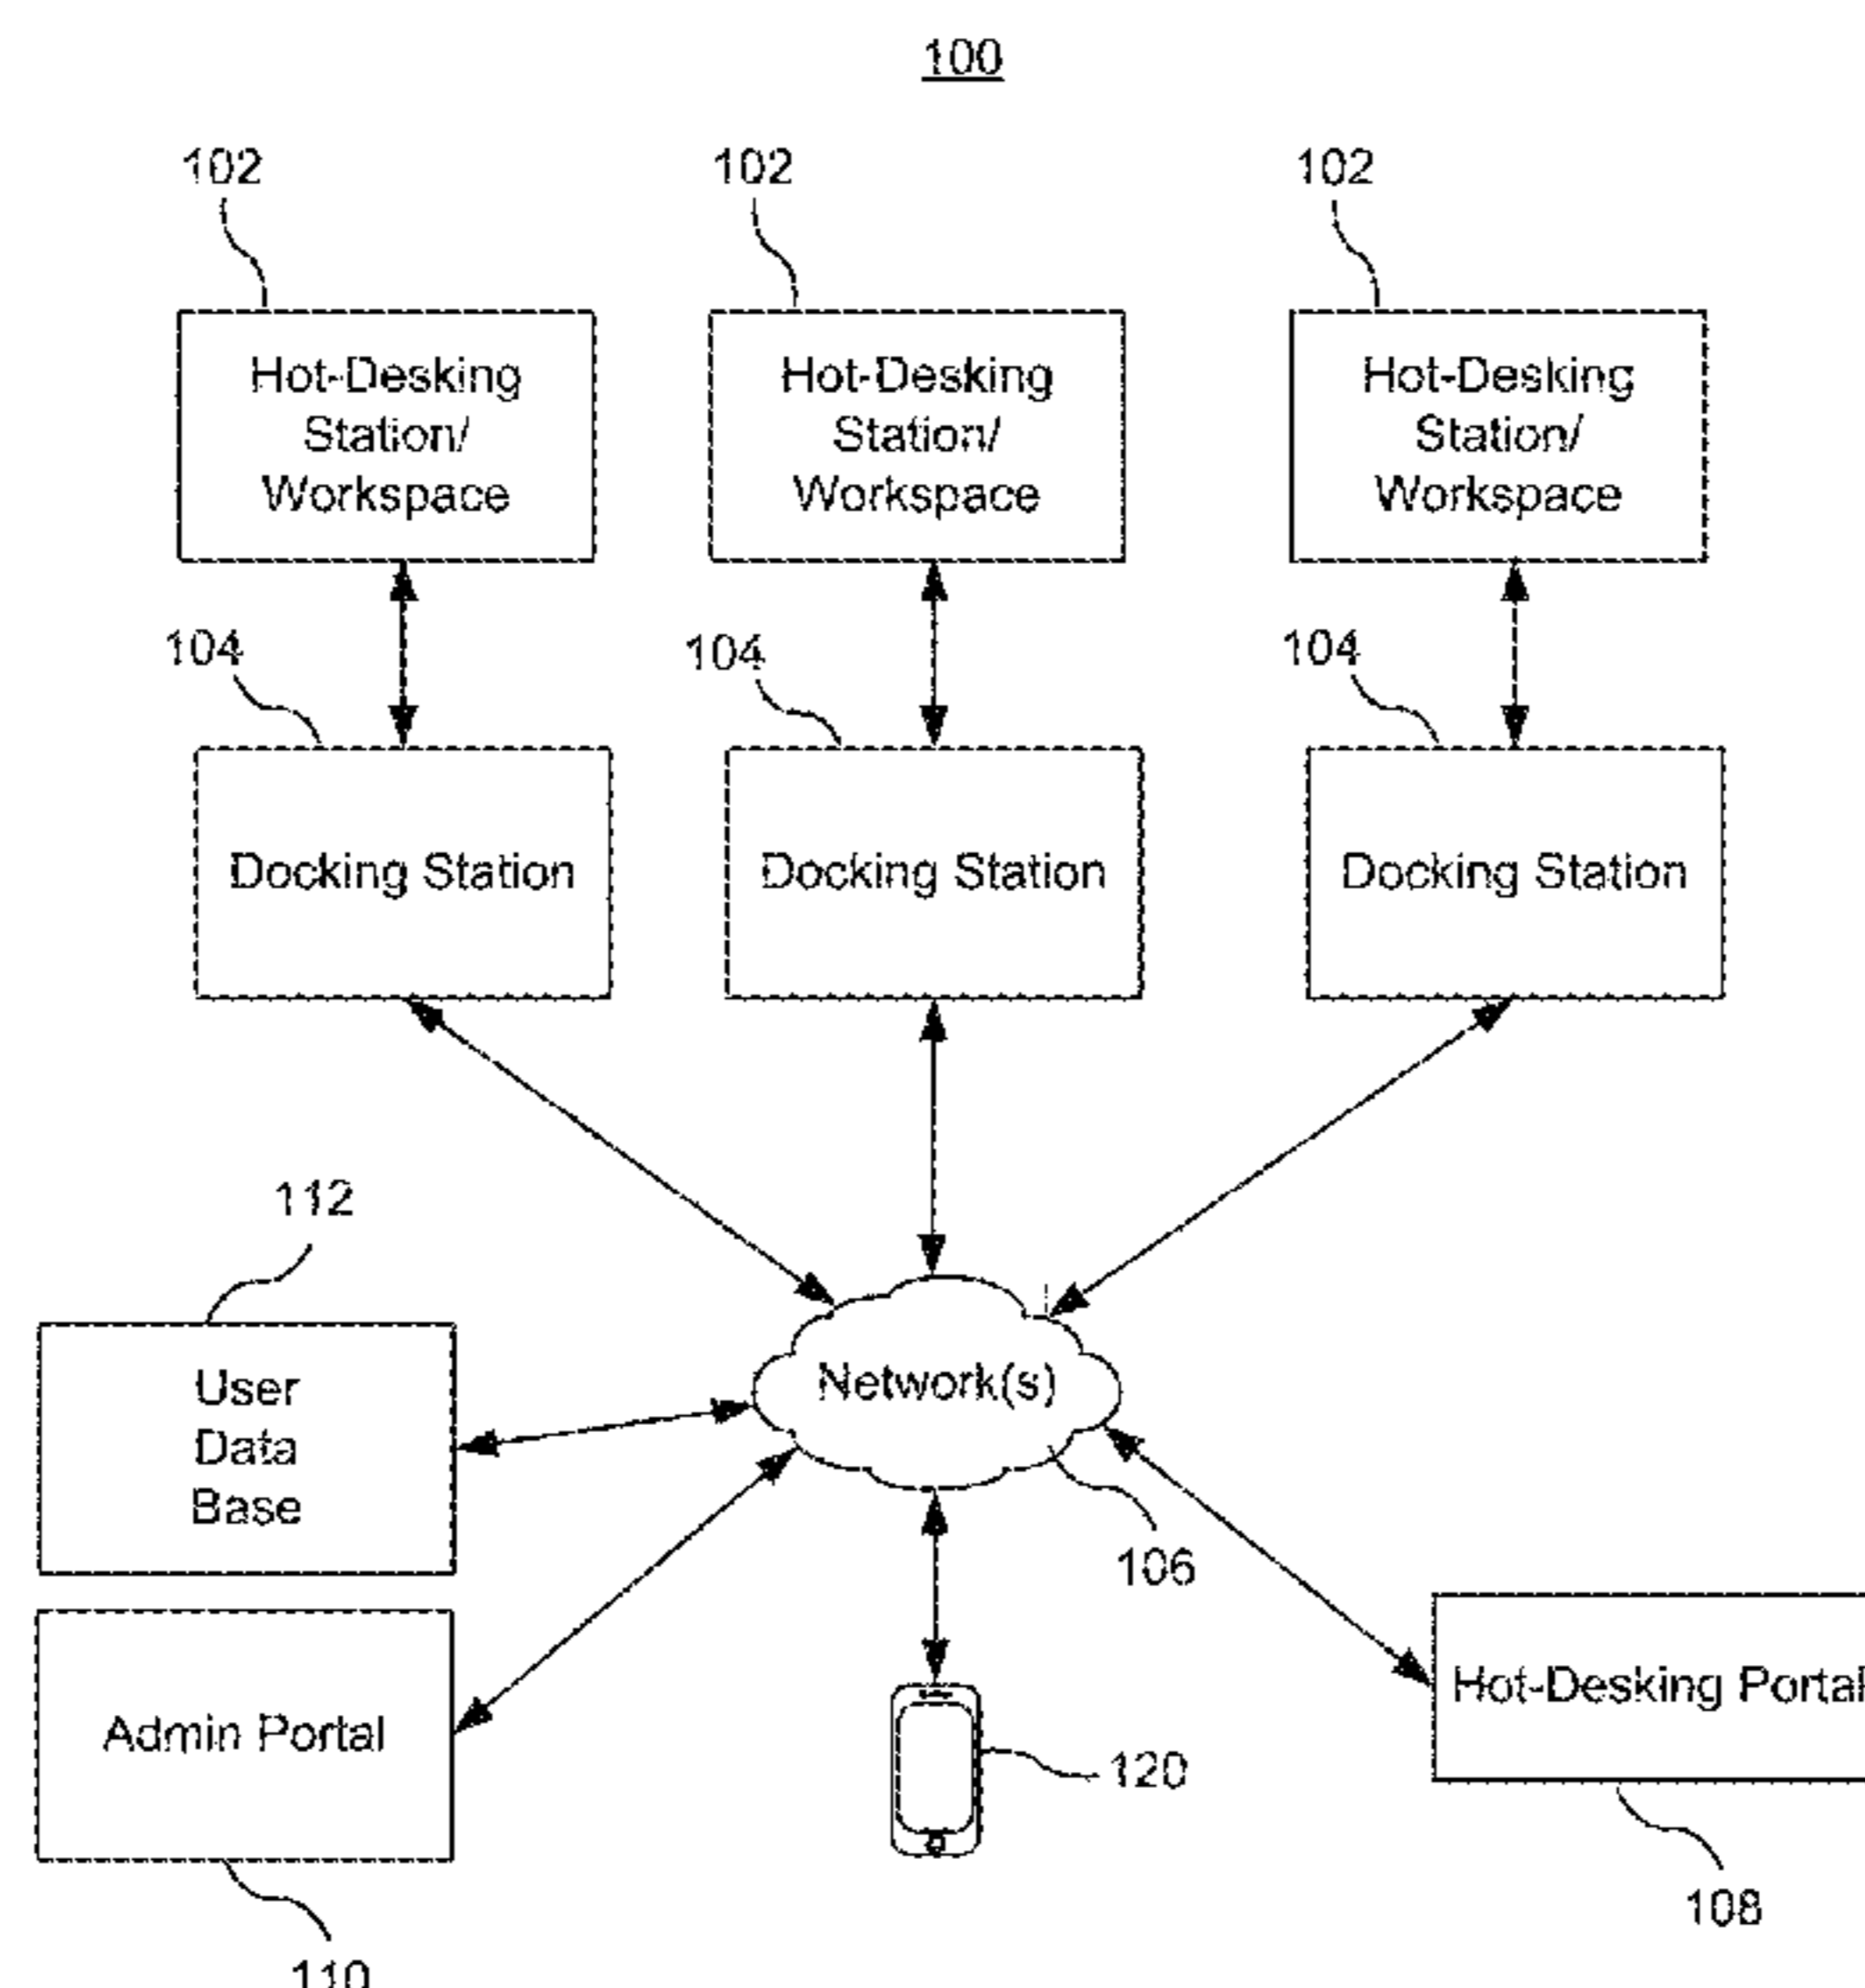 100
102
102
102
Hot-Desking
Station/
Workspace
Hot-Desking
Station/
Workspace
Hot-Desking
Station/
Workspace
104
104
104
Docking Station
Docking Station
Docking Station
112
User
Data
Base
Network(s)
106
Admin Portal
120
Hot-Desking Portal
108
110